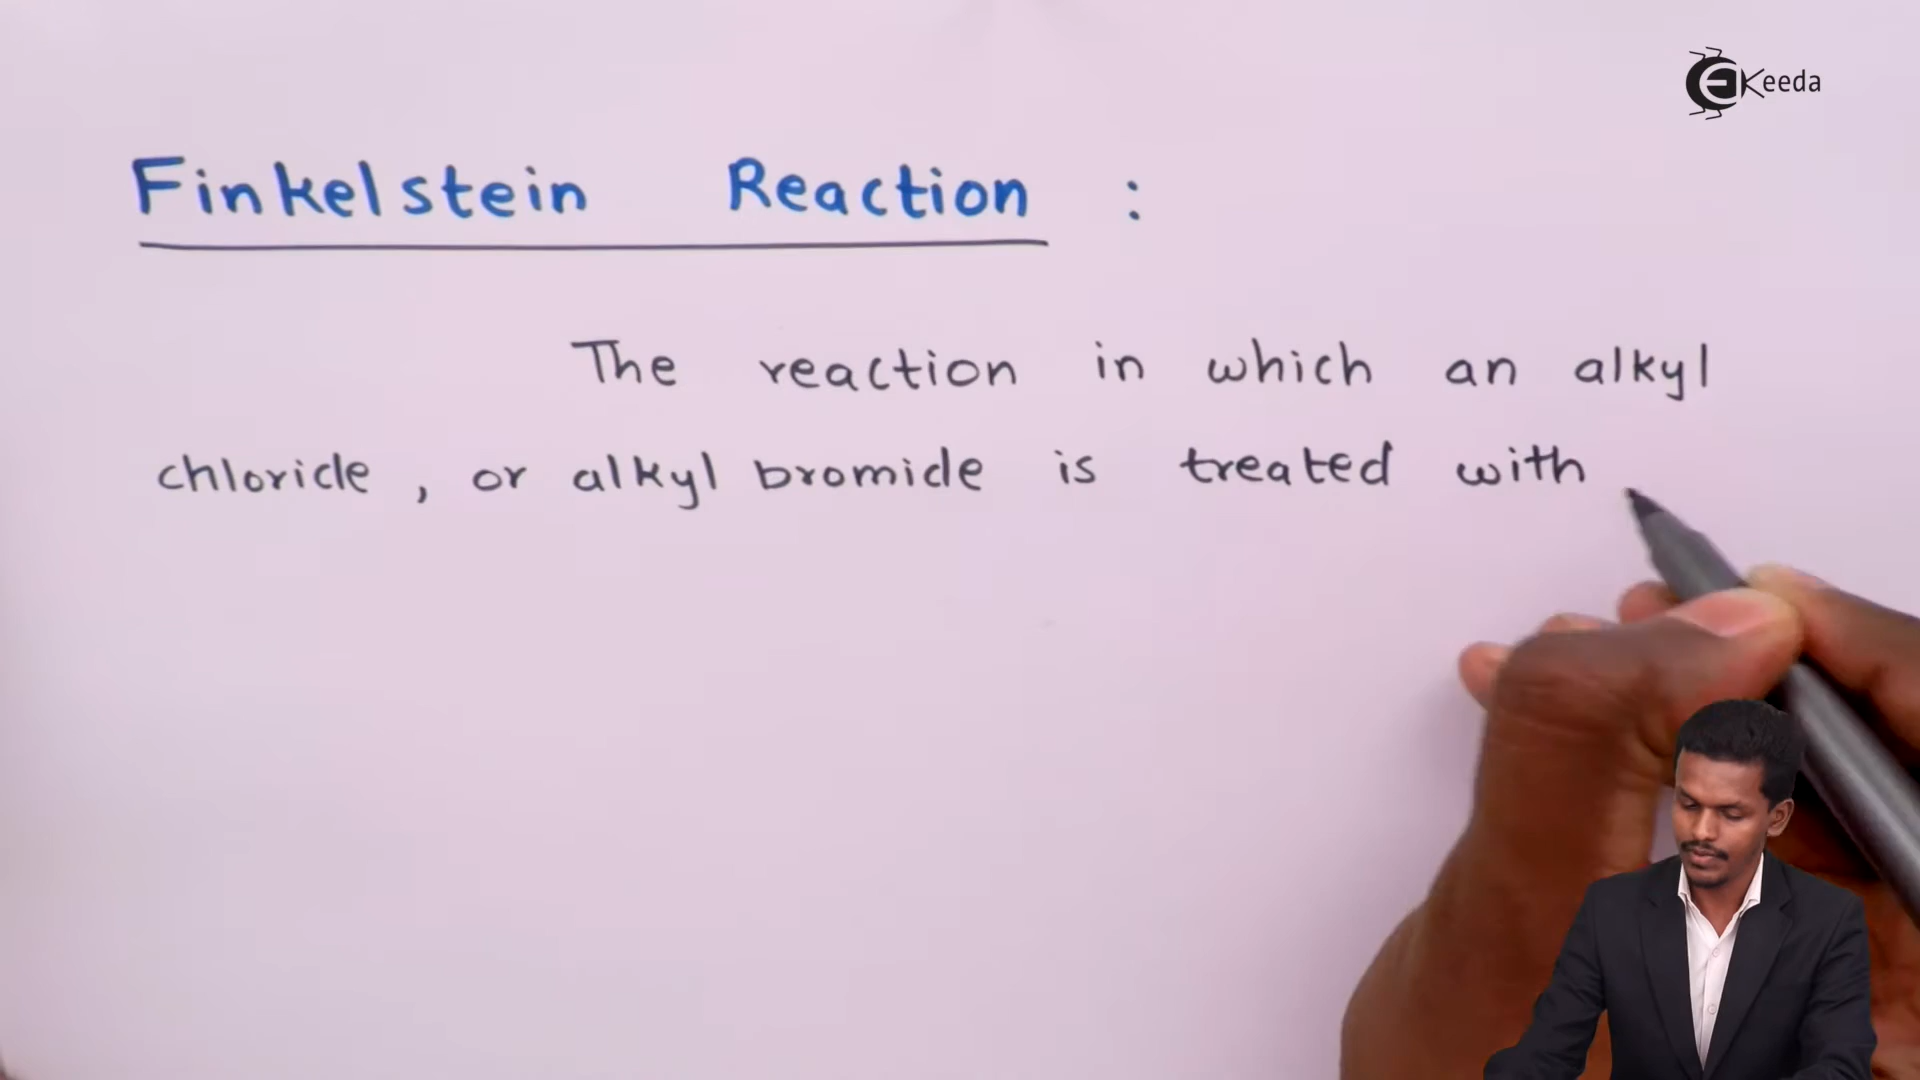 EKeeda
Finkelstein Reaction :
The reaction in which an alkyl
chloride, or alkyl bromide is treated with